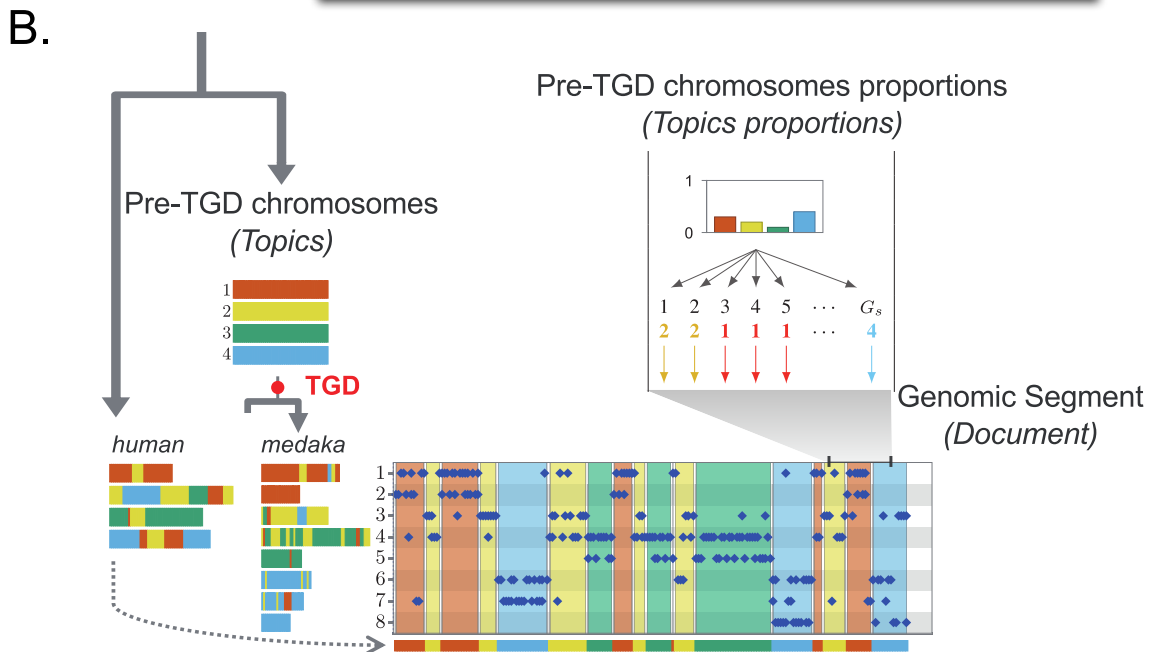 B.
Pre-TGD chromosomes proportions
(Topics proportions)
1
0
Pre-TGD chromosomes
(Topics)
1
2
3
4
TGD
1 2 3 4 5 ··· Gs
2 2 1 1 1 ··· 4
Genomic Segment
(Document)
human
medaka
1
2
3
4
5
6
7
8